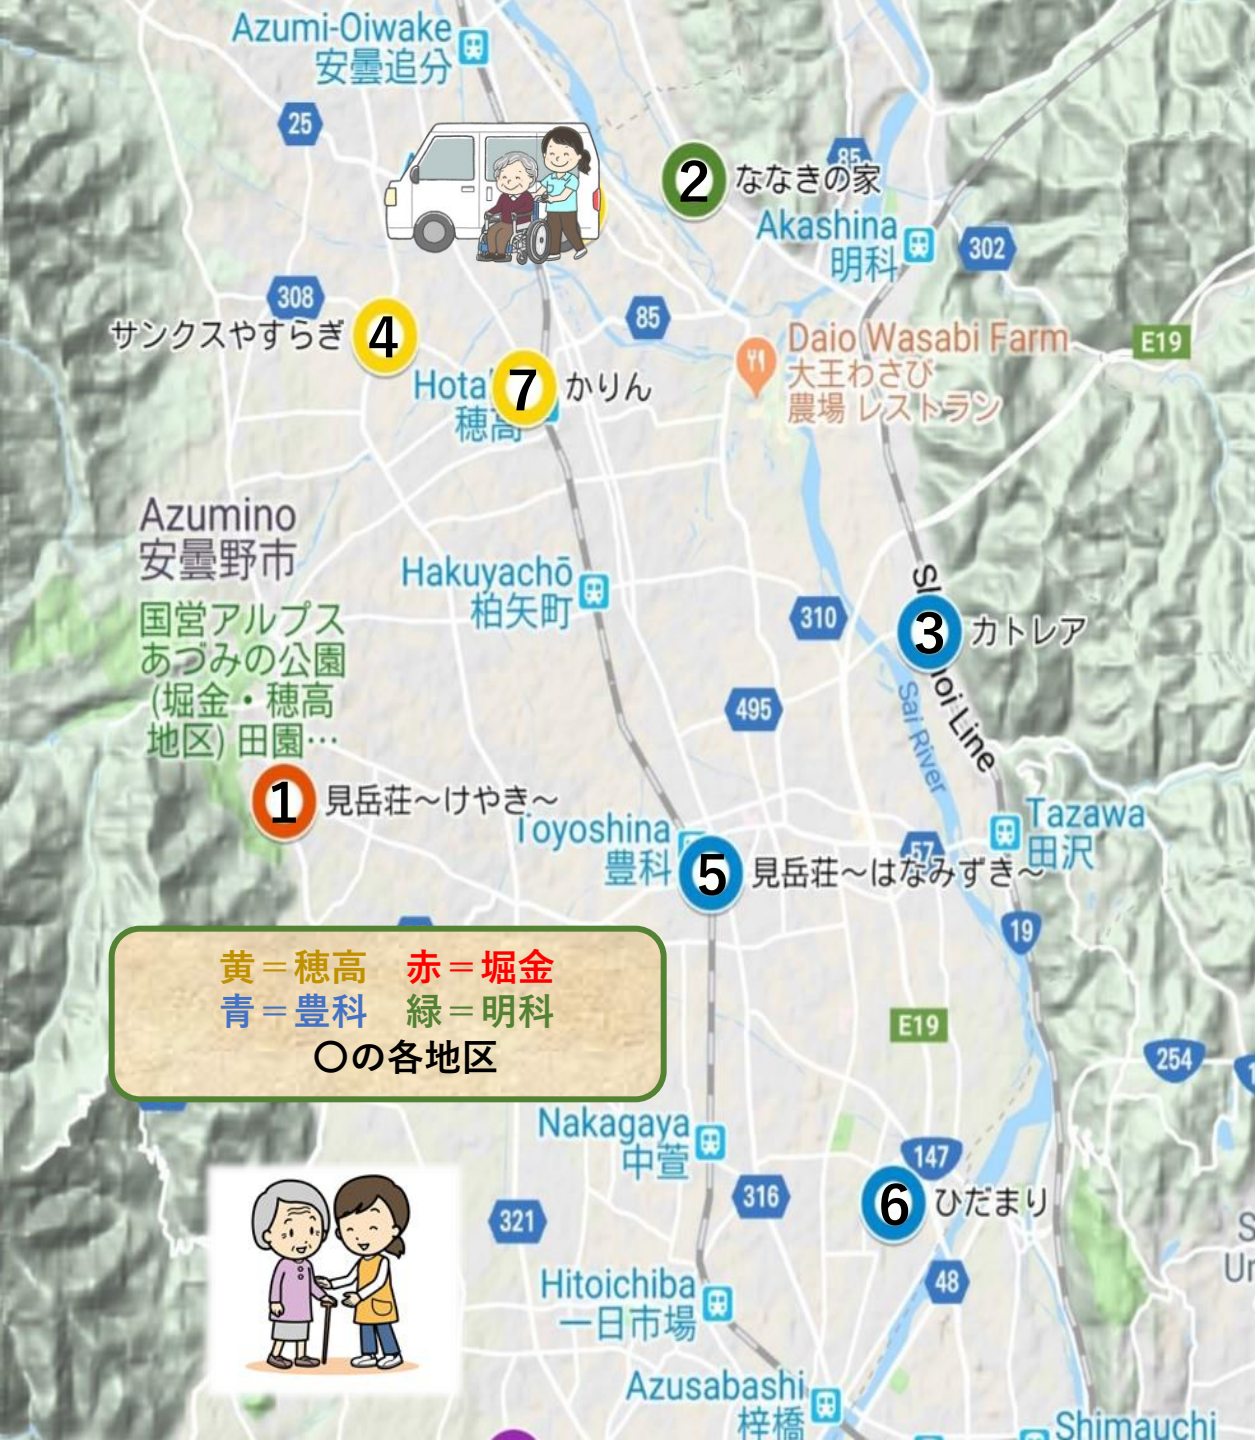 Azumi-Oiwake
安曇追分
25
2
ななきの家
85
Akashina
明科
302
308
サンクスやすらぎ
4
85
Daio Wasabi Farm
大王わさび
農場 レストラン
E19
7
かりん
穂高
Azumino
安曇野市
Hakuyachō
柏矢町
国営アルプス
あづみの公園
(堀金・穂高
地区) 田園…
310
3
カトレア
495
Sai River
Line
1
見岳荘～けやき～
Toyoshina
豊科
5
見岳荘～はなみずき～
57
Tazawa
田沢
19
黄＝穂高 赤＝堀金
青＝豊科 緑＝明科
〇の各地区
E19
254
Nakagaya
中萱
147
316
6
ひだまり
321
48
Hitoichiba
一日市場
Azusabashi
梓橋
Shimauchi